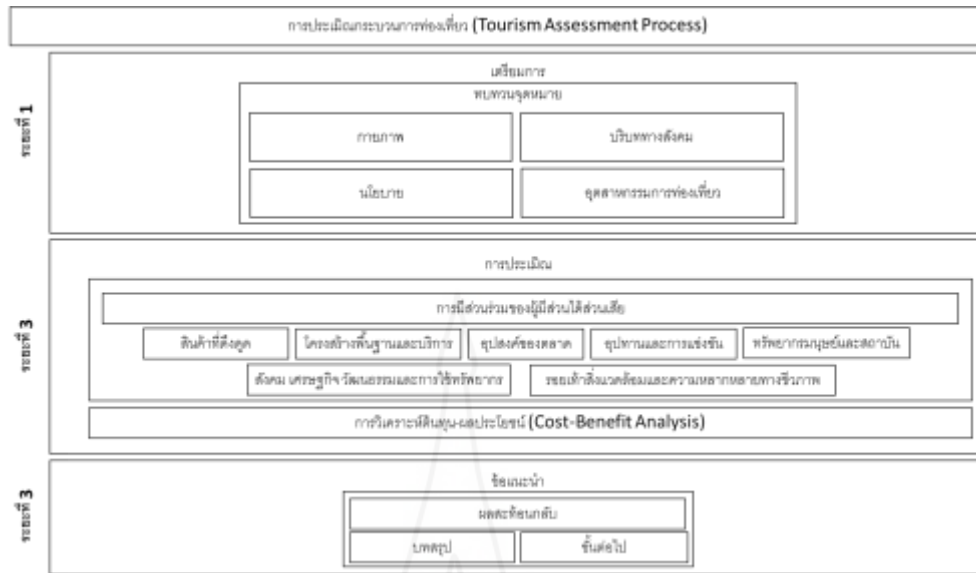 การประเมินกระบวนการท่องเที่ยว (Tourism Assessment Process)
ระยะที่ 1
เตรียมการ
ทบทวนจุดหมาย
กายภาพ
บริบททางสังคม
นโยบาย
อุตสาหกรรมการท่องเที่ยว
ระยะที่ 3
การประเมิน
การมีส่วนร่วมของผู้มีส่วนได้ส่วนเสีย
สินค้าที่ดึงดูด
โครงสร้างพื้นฐานและบริการ
อุปสงค์ของตลาด
อุปทานและการแข่งขัน
ทรัพยากรมนุษย์และสถาบัน
สังคม เศรษฐกิจ วัฒนธรรมและการใช้ทรัพยากร
รอยเท้าสิ่งแวดล้อมและความหลากหลายทางชีวภาพ
การวิเคราะห์ต้นทุน-ผลประโยชน์ (Cost-Benefit Analysis)
ระยะที่ 3
ข้อแนะนำ
ผลสะท้อนกลับ
บทสรุป
ขั้นต่อไป